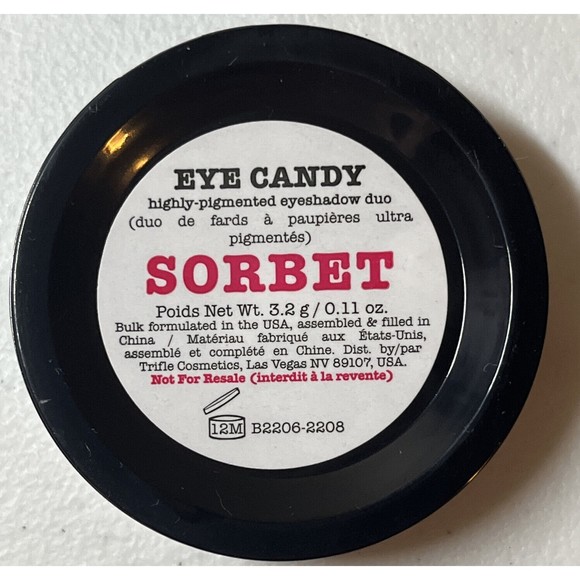 EYE CANDY
highly-pigmented eyeshadow duo
(duo de fards à paupières ultra
pigmentés)
SORBET
Poids Net Wt. 3.2 g / 0.11 oz.
Bulk formulated in the USA, assembled & filled in
China / Matériau fabriqué aux États-Unis,
assemblé et complété en Chine. Dist. by/par
Trifle Cosmetics, Las Vegas NV 89107, USA.
Not For Resale (interdit à la revente)
12M B2206-2208